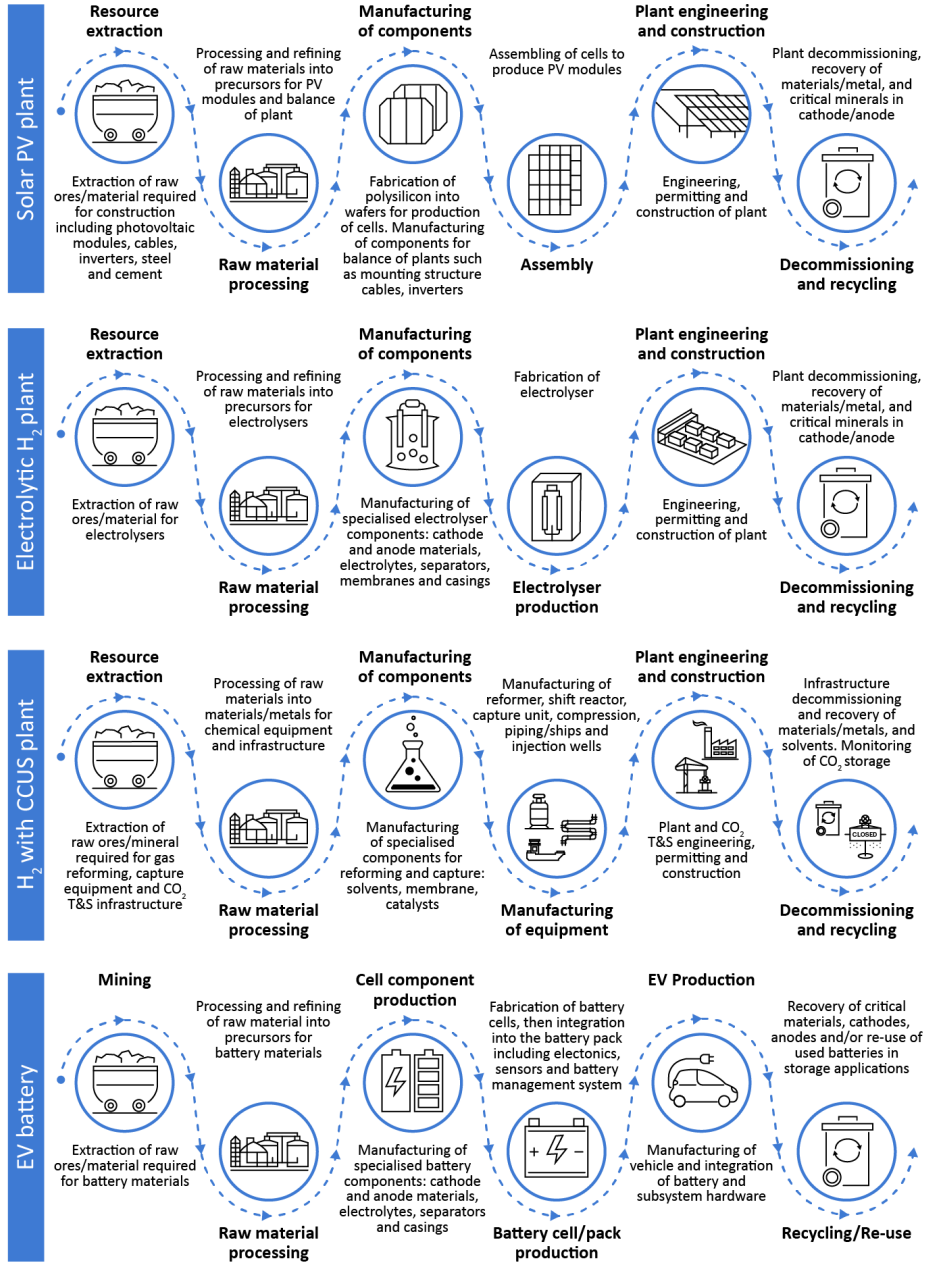 Solar PV plant
Resource
extraction
Extraction of raw
ores/material required
for construction
including photovoltaic
modules, cables,
inverters, steel
and cement
Processing and refining
of raw materials into
precursors for PV
modules and balance
of plant
Raw material
processing
Manufacturing
of components
Fabrication of
polysilicon into
wafers for production
of cells. Manufacturing
of components for
balance of plants such
as mounting structure
cables, inverters
Assembling of cells to
produce PV modules
Assembly
Plant engineering
and construction
Engineering,
permitting and
construction of plant
Plant decommissioning,
recovery of
materials/metal, and
critical minerals in
cathode/anode
Decommissioning
and recycling
Electrolytic H₂ plant
Resource
extraction
Extraction of raw
ores/material for
electrolysers
Processing and refining
of raw materials into
precursors for
electrolysers
Raw material
processing
Manufacturing
of components
Manufacturing of
specialised electrolyser
components: cathode
and anode materials,
electrolytes, separators,
membranes and casings
Fabrication of
electrolyser
Electrolyser
production
Plant engineering
and construction
Engineering,
permitting and
construction of plant
Plant decommissioning,
recovery of
materials/metal, and
critical minerals in
cathode/anode
Decommissioning
and recycling
H₂ with CCUS plant
Resource
extraction
Extraction of
raw ores/mineral
required for gas
reforming, capture
equipment and CO₂
T&S infrastructure
Processing of raw
materials into
materials/metals for
chemical equipment
and infrastructure
Raw material
processing
Manufacturing
of components
Manufacturing
of specialised
components for
reforming and capture:
solvents, membrane,
catalysts
Manufacturing of
reformer, shift reactor,
capture unit, compression,
piping/ships and
injection wells
Manufacturing
of equipment
Plant engineering
and construction
Plant and CO₂
T&S engineering,
permitting and
construction
Infrastructure
decommissioning
and recovery of
materials/metals, and
solvents. Monitoring
of CO₂ storage
CLOSED
Decommissioning
and recycling
EV battery
Mining
Extraction of raw
ores/material required
for battery materials
Processing and refining
of raw material into
precursors for
battery materials
Raw material
processing
Cell component
production
Manufacturing of
specialised battery
components: cathode
and anode materials,
electrolytes, separators
and casings
Fabrication of battery
cells, then integration
into the battery pack
including electonics,
sensors and battery
management system
+ −
Battery cell/pack
production
EV Production
Manufacturing of
vehicle and integration
of battery and
subsystem hardware
Recovery of critical
materials, cathodes,
anodes and/or re-use of
used batteries in
storage applications
Recycling/Re-use